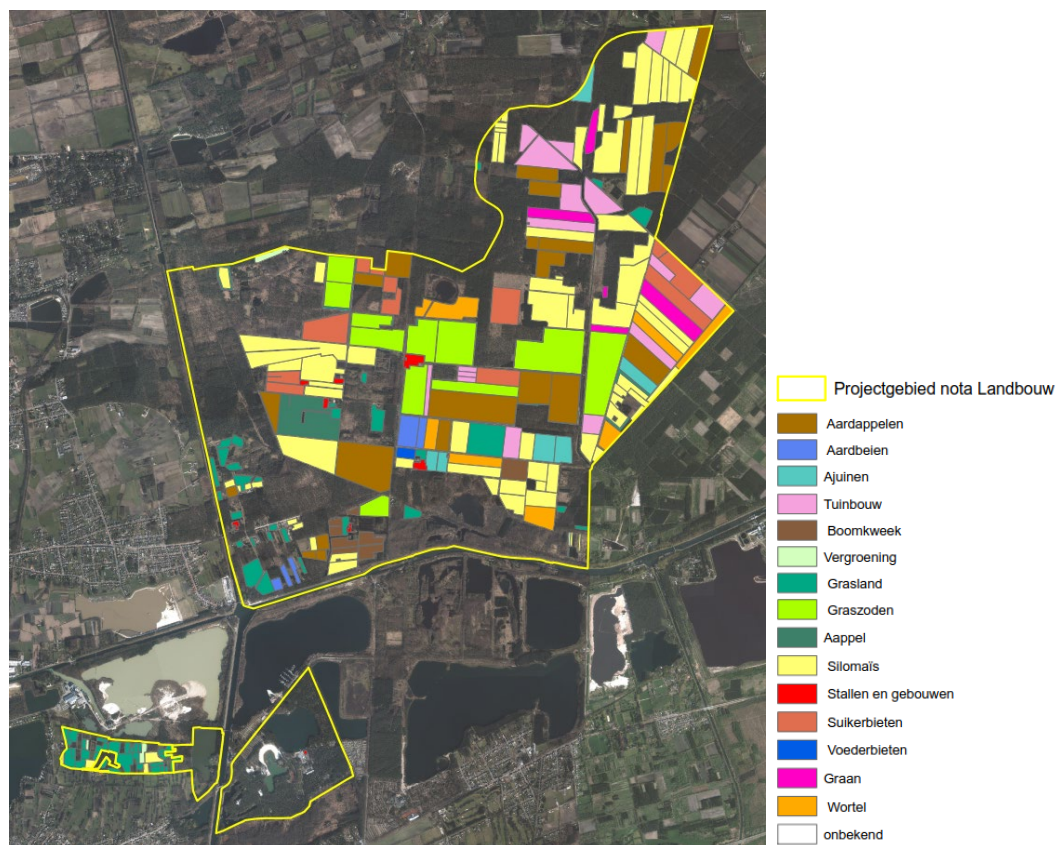 Projectgebied nota Landbouw
Aardappelen
Aardbeien
Ajuinen
Tuinbouw
Boomkweek
Vergroening
Grasland
Graszoden
Aappel
Silomaïs
Stallen en gebouwen
Suikerbieten
Voederbieten
Graan
Wortel
onbekend